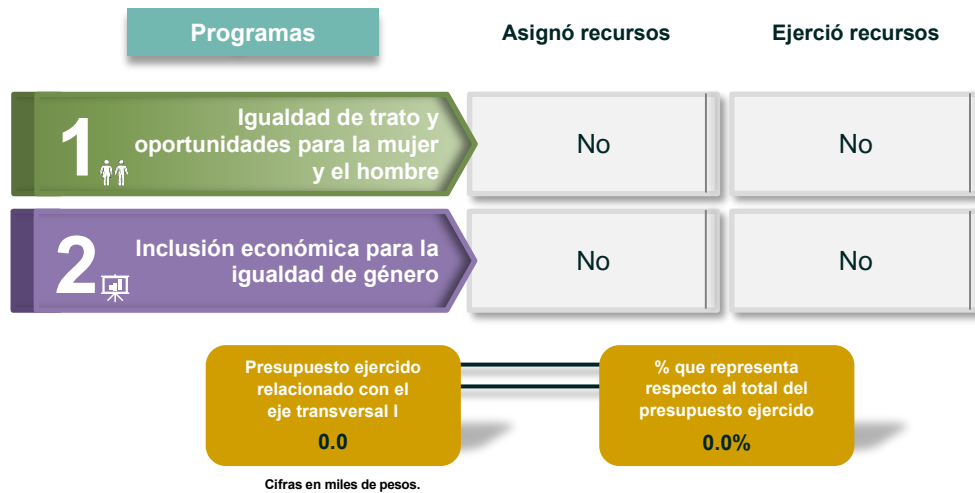 Programas
Asignó recursos
Ejerció recursos
1
Igualdad de trato y
oportunidades para la mujer
y el hombre
No
No
2
Inclusión económica para la
igualdad de género
No
No
Presupuesto ejercido
relacionado con el
eje transversal I
0.0
% que representa
respecto al total del
presupuesto ejercido
0.0%
Cifras en miles de pesos.